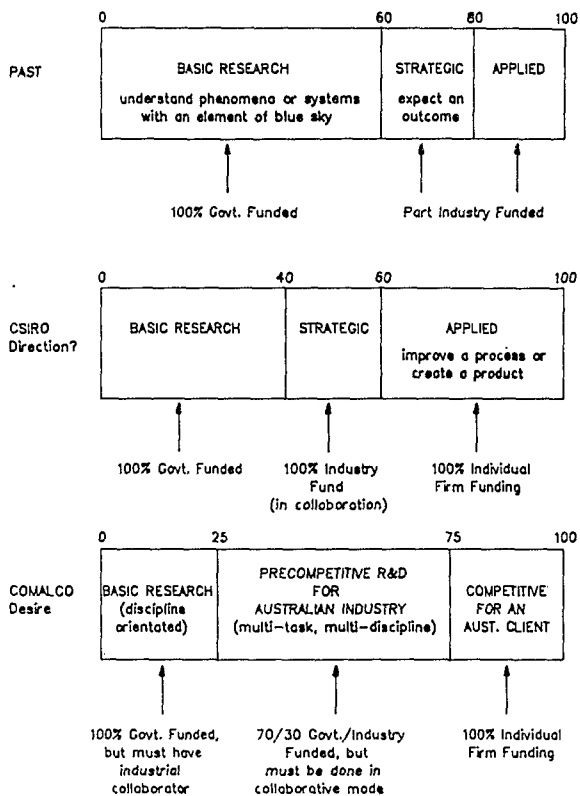 0 60 80 100
PAST
BASIC RESEARCH
understand phenomena or systems
with an element of blue sky
STRATEGIC
expect an
outcome
APPLIED
100% Govt. Funded
Part Industry Funded
0 40 60 100
CSIRO
Direction?
BASIC RESEARCH
STRATEGIC
APPLIED
improve a process or
create a product
100% Govt. Funded
100% Industry
Fund
(in collaboration)
100% Individual
Firm Funding
0 25 75 100
COMALCO
Desire
BASIC RESEARCH
(discipline
orientated)
PRECOMPETITIVE R&D
FOR
AUSTRALIAN INDUSTRY
(multi-task, multi-discipline)
COMPETITIVE
FOR AN
AUST. CLIENT
100% Govt. Funded,
but must have
industrial
collaborator
70/30 Govt./Industry
Funded, but
must be done in
collaborative mode
100% Individual
Firm Funding